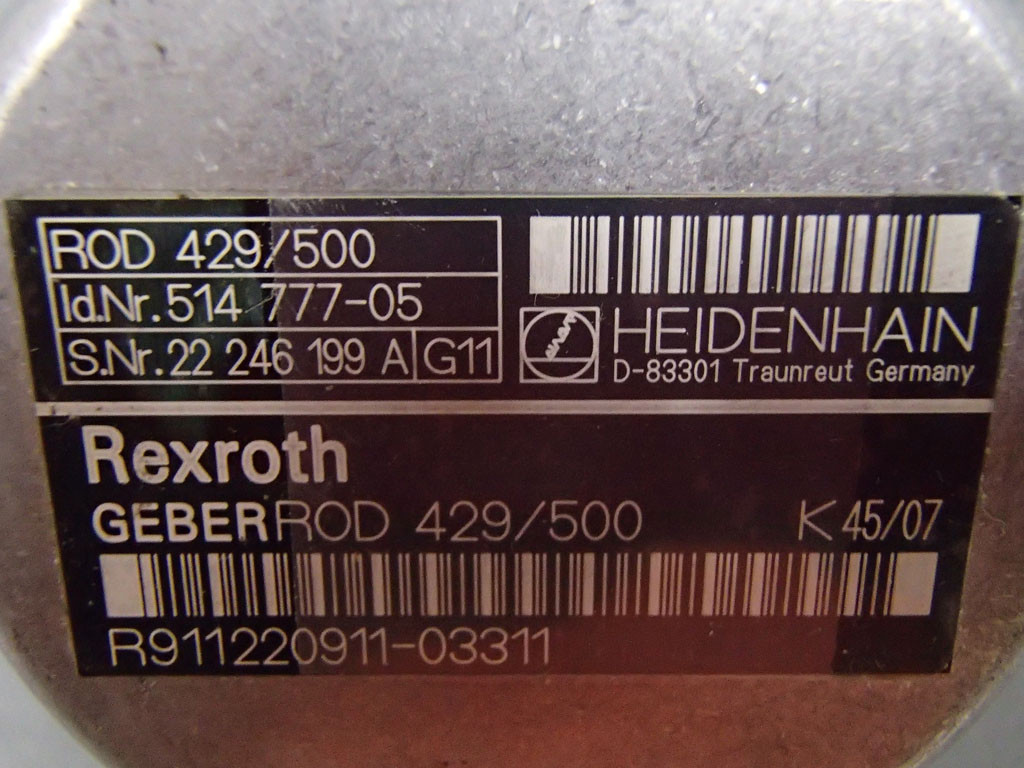 ROD 429/500
Id.Nr. 514 777-05
S.Nr. 22 246 199 A G11
HEIDENHAIN
D-83301 Traunreut Germany
Rexroth
GEBER ROD 429/500 K 45/07
R911220911-03311